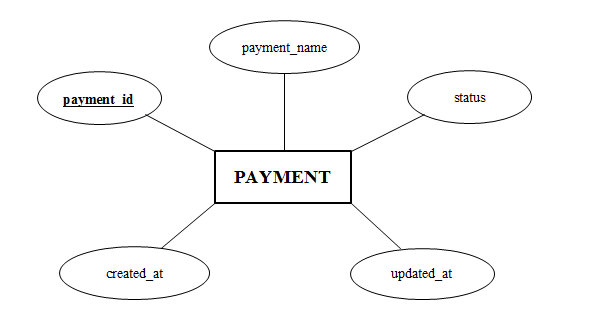 payment_name
payment_id
status
PAYMENT
created_at
updated_at